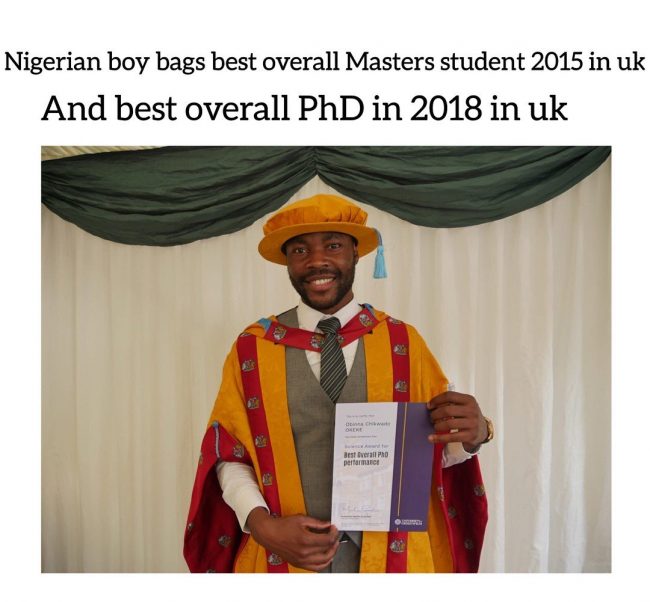 Nigerian boy bags best overall Masters student 2015 in uk
And best overall PhD in 2018 in uk
Obinna Chikwado
OKEKE
Science Award for
Best Overall PhD
performance